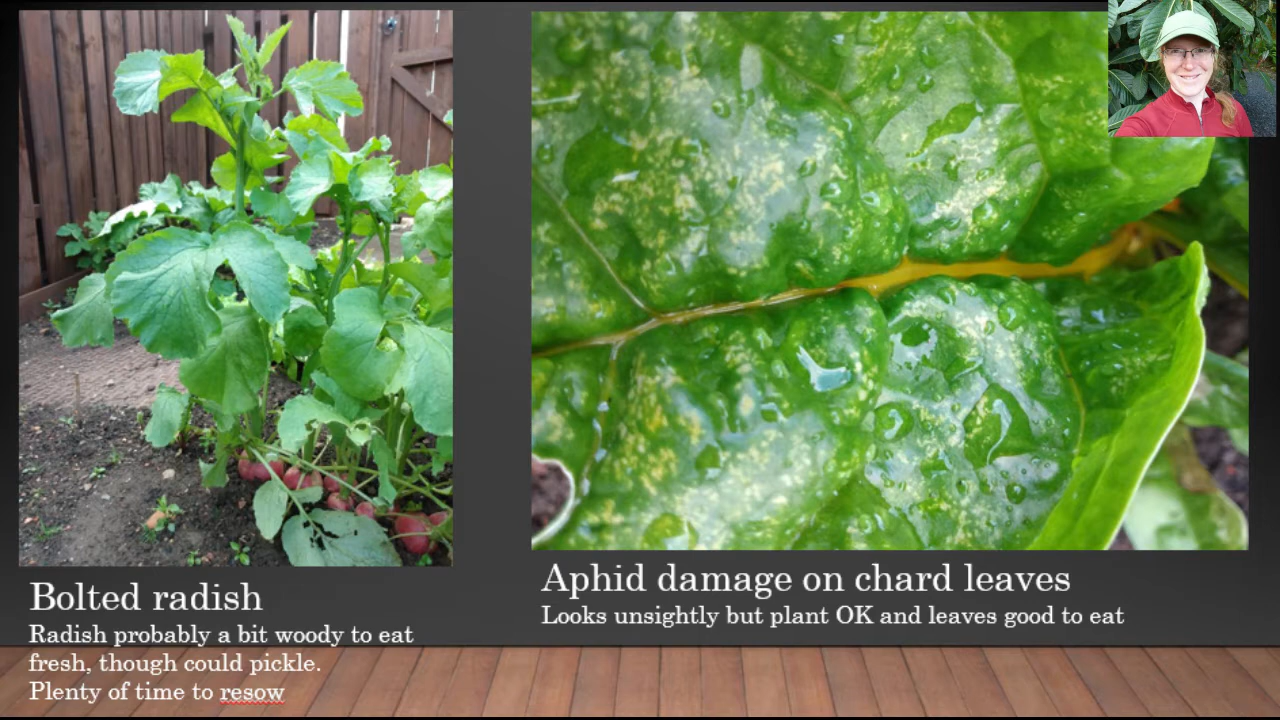 Bolted radish
Radish probably a bit woody to eat
fresh, though could pickle.
Plenty of time to resow
Aphid damage on chard leaves
Looks unsightly but plant OK and leaves good to eat